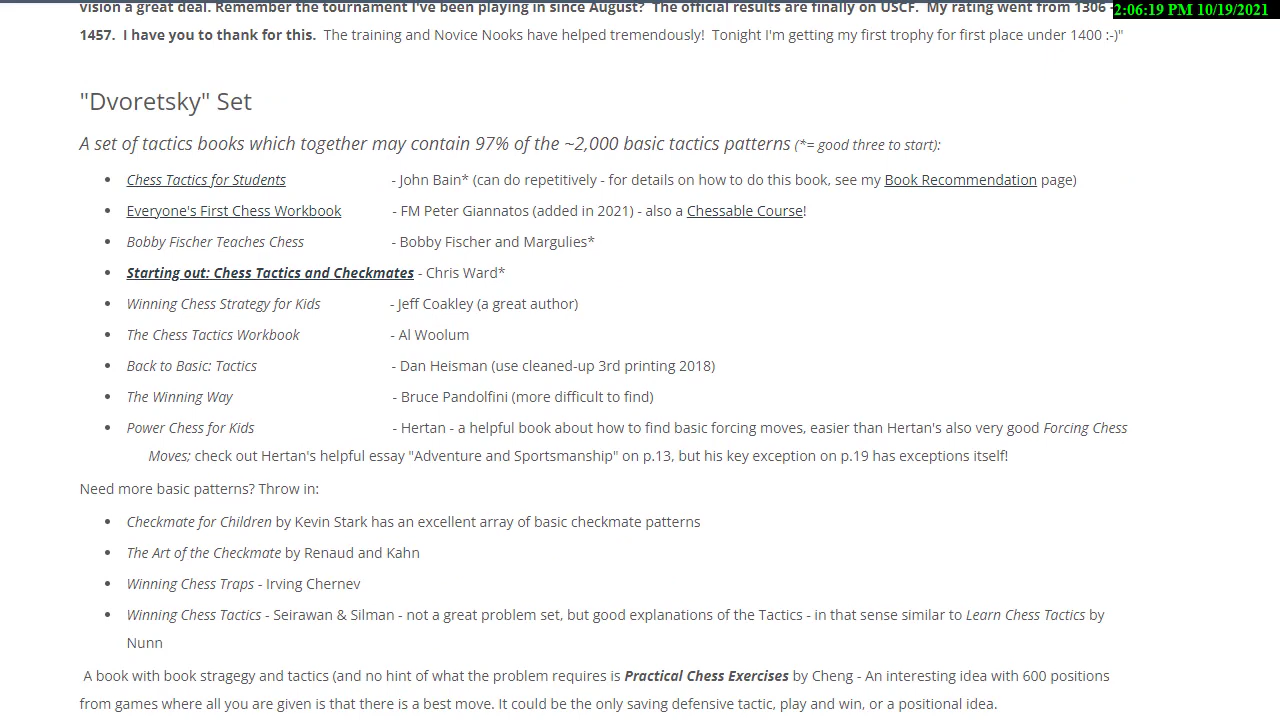 vision a great deal. Remember the tournament I've been playing in since August?  The official results are finally on USCF.  My rating went from 1306 -
2:06:19 PM 10/19/2021
1457.  I have you to thank for this.  The training and Novice Nooks have helped tremendously!  Tonight I'm getting my first trophy for first place under 1400 :-)"
"Dvoretsky" Set
A set of tactics books which together may contain 97% of the ~2,000 basic tactics patterns (*= good three to start):
• Chess Tactics for Students - John Bain* (can do repetitively - for details on how to do this book, see my Book Recommendation page)
• Everyone's First Chess Workbook - FM Peter Giannatos (added in 2021) - also a Chessable Course!
• Bobby Fischer Teaches Chess - Bobby Fischer and Margulies*
• Starting out: Chess Tactics and Checkmates - Chris Ward*
• Winning Chess Strategy for Kids - Jeff Coakley (a great author)
• The Chess Tactics Workbook - Al Woolum
• Back to Basic: Tactics - Dan Heisman (use cleaned-up 3rd printing 2018)
• The Winning Way - Bruce Pandolfini (more difficult to find)
• Power Chess for Kids - Hertan - a helpful book about how to find basic forcing moves, easier than Hertan's also very good Forcing Chess
Moves; check out Hertan's helpful essay "Adventure and Sportsmanship" on p.13, but his key exception on p.19 has exceptions itself!
Need more basic patterns? Throw in:
• Checkmate for Children by Kevin Stark has an excellent array of basic checkmate patterns
• The Art of the Checkmate by Renaud and Kahn
• Winning Chess Traps - Irving Chernev
• Winning Chess Tactics - Seirawan & Silman - not a great problem set, but good explanations of the Tactics - in that sense similar to Learn Chess Tactics by
Nunn
A book with book stragegy and tactics (and no hint of what the problem requires is Practical Chess Exercises by Cheng - An interesting idea with 600 positions
from games where all you are given is that there is a best move. It could be the only saving defensive tactic, play and win, or a positional idea.